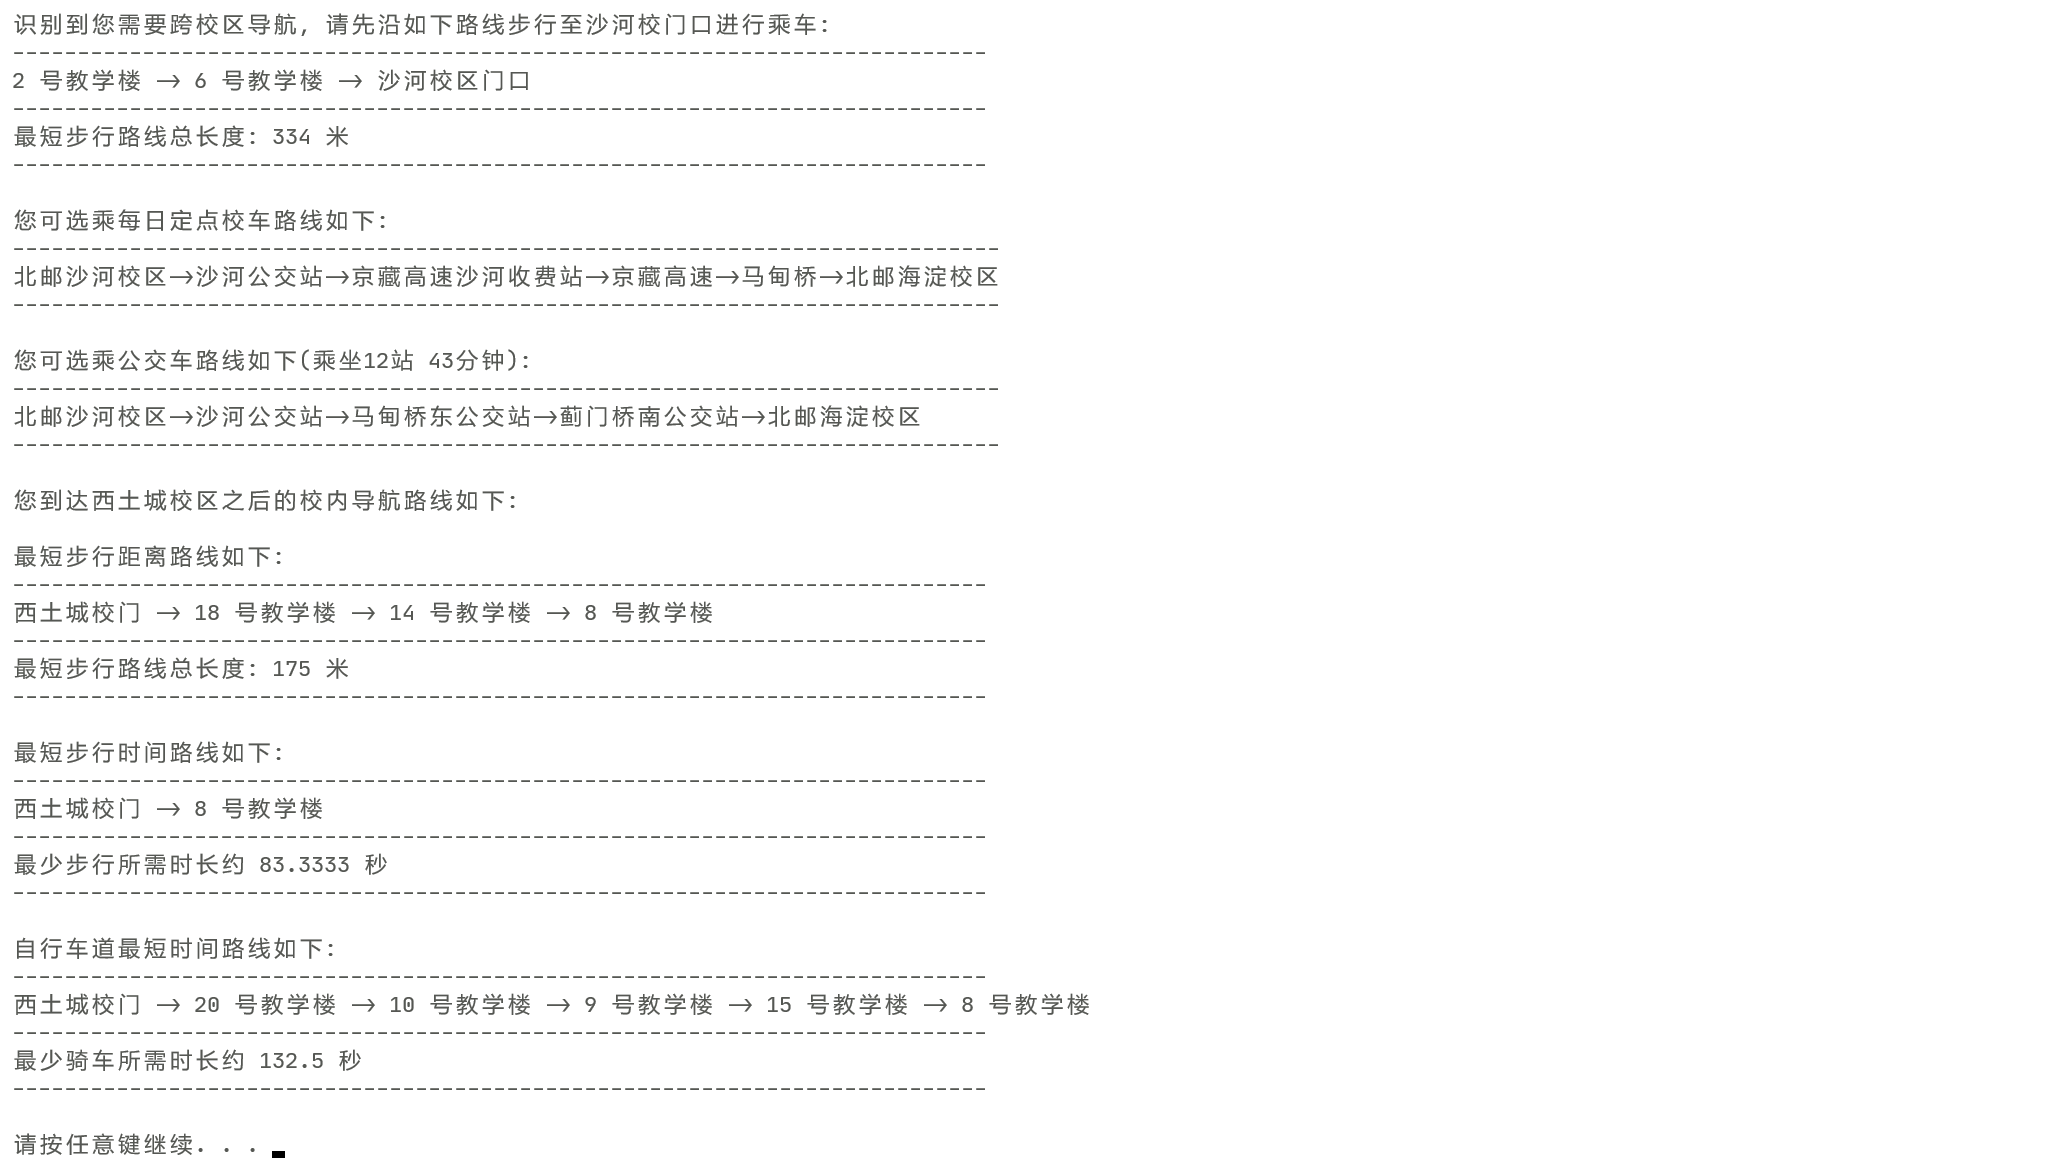 识别到您需要跨校区导航, 请先沿如下路线步行至沙河校门口进行乘车:
---------------------------------------------------------------------------
2 号教学楼 -> 6 号教学楼 -> 沙河校区门口
---------------------------------------------------------------------------
最短步行路线总长度: 334 米
---------------------------------------------------------------------------
您可选乘每日定点校车路线如下:
----------------------------------------------------------------------------
北邮沙河校区->沙河公交站->京藏高速沙河收费站->京藏高速->马甸桥->北邮海淀校区
----------------------------------------------------------------------------
您可选乘公交车路线如下(乘坐12站 43分钟):
----------------------------------------------------------------------------
北邮沙河校区->沙河公交站->马甸桥东公交站->蓟门桥南公交站->北邮海淀校区
----------------------------------------------------------------------------
您到达西土城校区之后的校内导航路线如下:
最短步行距离路线如下:
---------------------------------------------------------------------------
西土城校门 -> 18 号教学楼 -> 14 号教学楼 -> 8 号教学楼
---------------------------------------------------------------------------
最短步行路线总长度: 175 米
---------------------------------------------------------------------------
最短步行时间路线如下:
---------------------------------------------------------------------------
西土城校门 -> 8 号教学楼
---------------------------------------------------------------------------
最少步行所需时长约 83.3333 秒
---------------------------------------------------------------------------
自行车道最短时间路线如下:
---------------------------------------------------------------------------
西土城校门 -> 20 号教学楼 -> 10 号教学楼 -> 9 号教学楼 -> 15 号教学楼 -> 8 号教学楼
---------------------------------------------------------------------------
最少骑车所需时长约 132.5 秒
---------------------------------------------------------------------------
请按任意键继续. . .